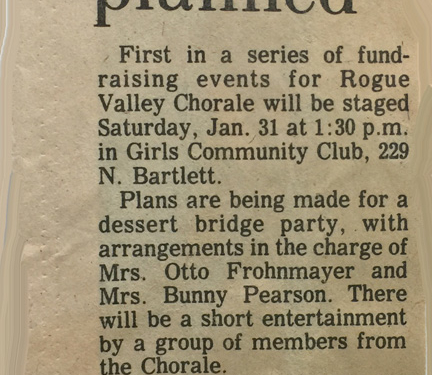 planned
First in a series of fund-
raising events for Rogue
Valley Chorale will be staged
Saturday, Jan. 31 at 1:30 p.m.
in Girls Community Club, 229
N. Bartlett.
Plans are being made for a
dessert bridge party, with
arrangements in the charge of
Mrs. Otto Frohnmayer and
Mrs. Bunny Pearson. There
will be a short entertainment
by a group of members from
the Chorale.